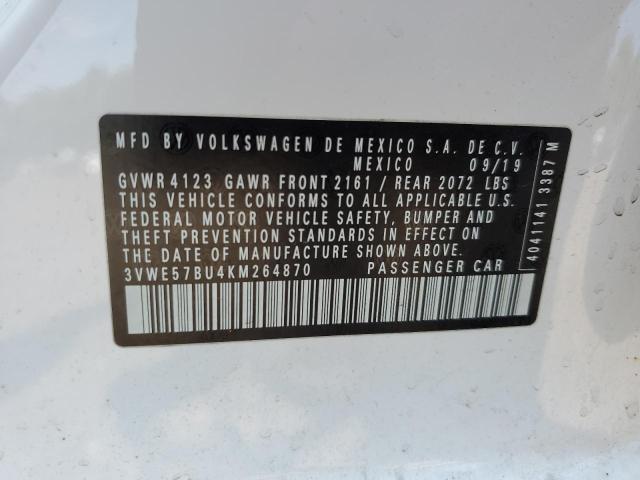 MFD BY VOLKSWAGEN DE MEXICO S.A. DE C.V.
MEXICO 09/19
GVWR 4123 GAWR FRONT 2161 / REAR 2072 LBS
THIS VEHICLE CONFORMS TO ALL APPLICABLE U.S.
FEDERAL MOTOR VEHICLE SAFETY, BUMPER AND
THEFT PREVENTION STANDARDS IN EFFECT ON
THE DATE OF MANUFACTURE SHOWN ABOVE.
3VWE57BU4KM264870 PASSENGER CAR
4041141 3387 M